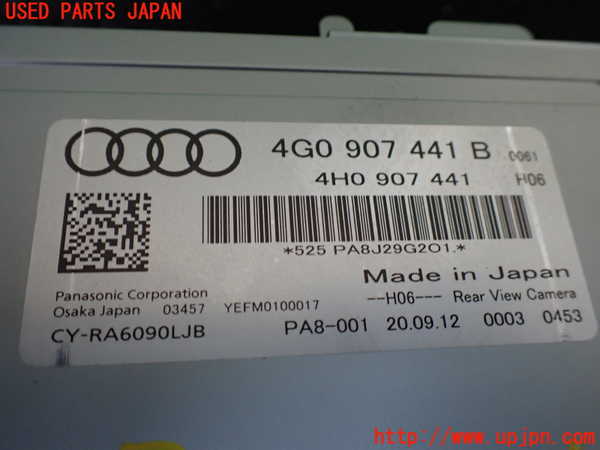 USED PARTS JAPAN
4G0 907 441 B 0061
4H0 907 441 H06
*525 PA8J29G201.*
Made in Japan
Panasonic Corporation
Osaka Japan 03457 YEFM0100017
--H06--- Rear View Camera
CY-RA6090LJB
PA8-001 20.09.12 0003 0453
http://www.upjpn.com